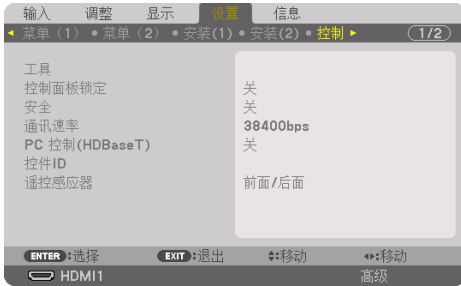 输入 调整 显示 设置 信息
◂ 菜单（1） • 菜单（2） • 安装(1) • 安装(2) • 控制 ▸ (1/2)
工具
控制面板锁定 关
安全 关
通讯速率 38400bps
PC 控制(HDBaseT) 关
控件ID
遥控感应器 前面/后面
ENTER:选择 EXIT:退出 ♦:移动 ◂▸:移动
HDMI1 高级